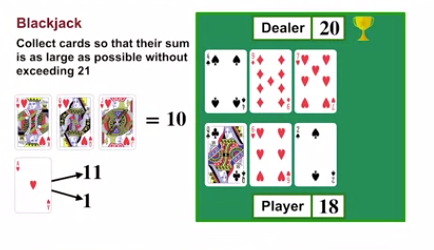 Blackjack
Dealer 20
Collect cards so that their sum
is as large as possible without
exceeding 21
= 10
11
1
Player 18